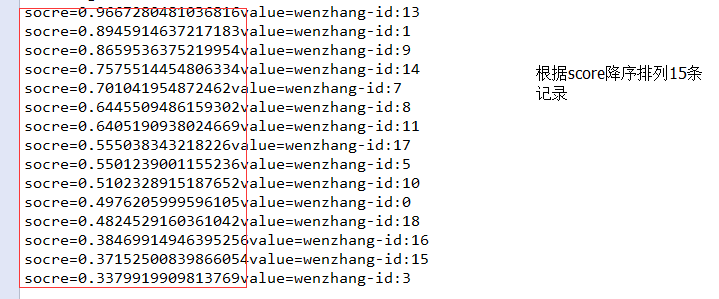 socre=0.9667280481036816value=wenzhang-id:13
socre=0.8945914637217183value=wenzhang-id:1
socre=0.8659536375219954value=wenzhang-id:9
socre=0.7575514454806334value=wenzhang-id:14
socre=0.701041954872462value=wenzhang-id:7
socre=0.6445509486159302value=wenzhang-id:8
socre=0.6405190938024669value=wenzhang-id:11
socre=0.555038343218226value=wenzhang-id:17
socre=0.5501239001155236value=wenzhang-id:5
socre=0.5102328915187652value=wenzhang-id:10
socre=0.4976205999596105value=wenzhang-id:0
socre=0.4824529160361042value=wenzhang-id:18
socre=0.38469914946395256value=wenzhang-id:16
socre=0.37152500839866054value=wenzhang-id:15
socre=0.3379919909813769value=wenzhang-id:3
根据score降序排列15条
记录